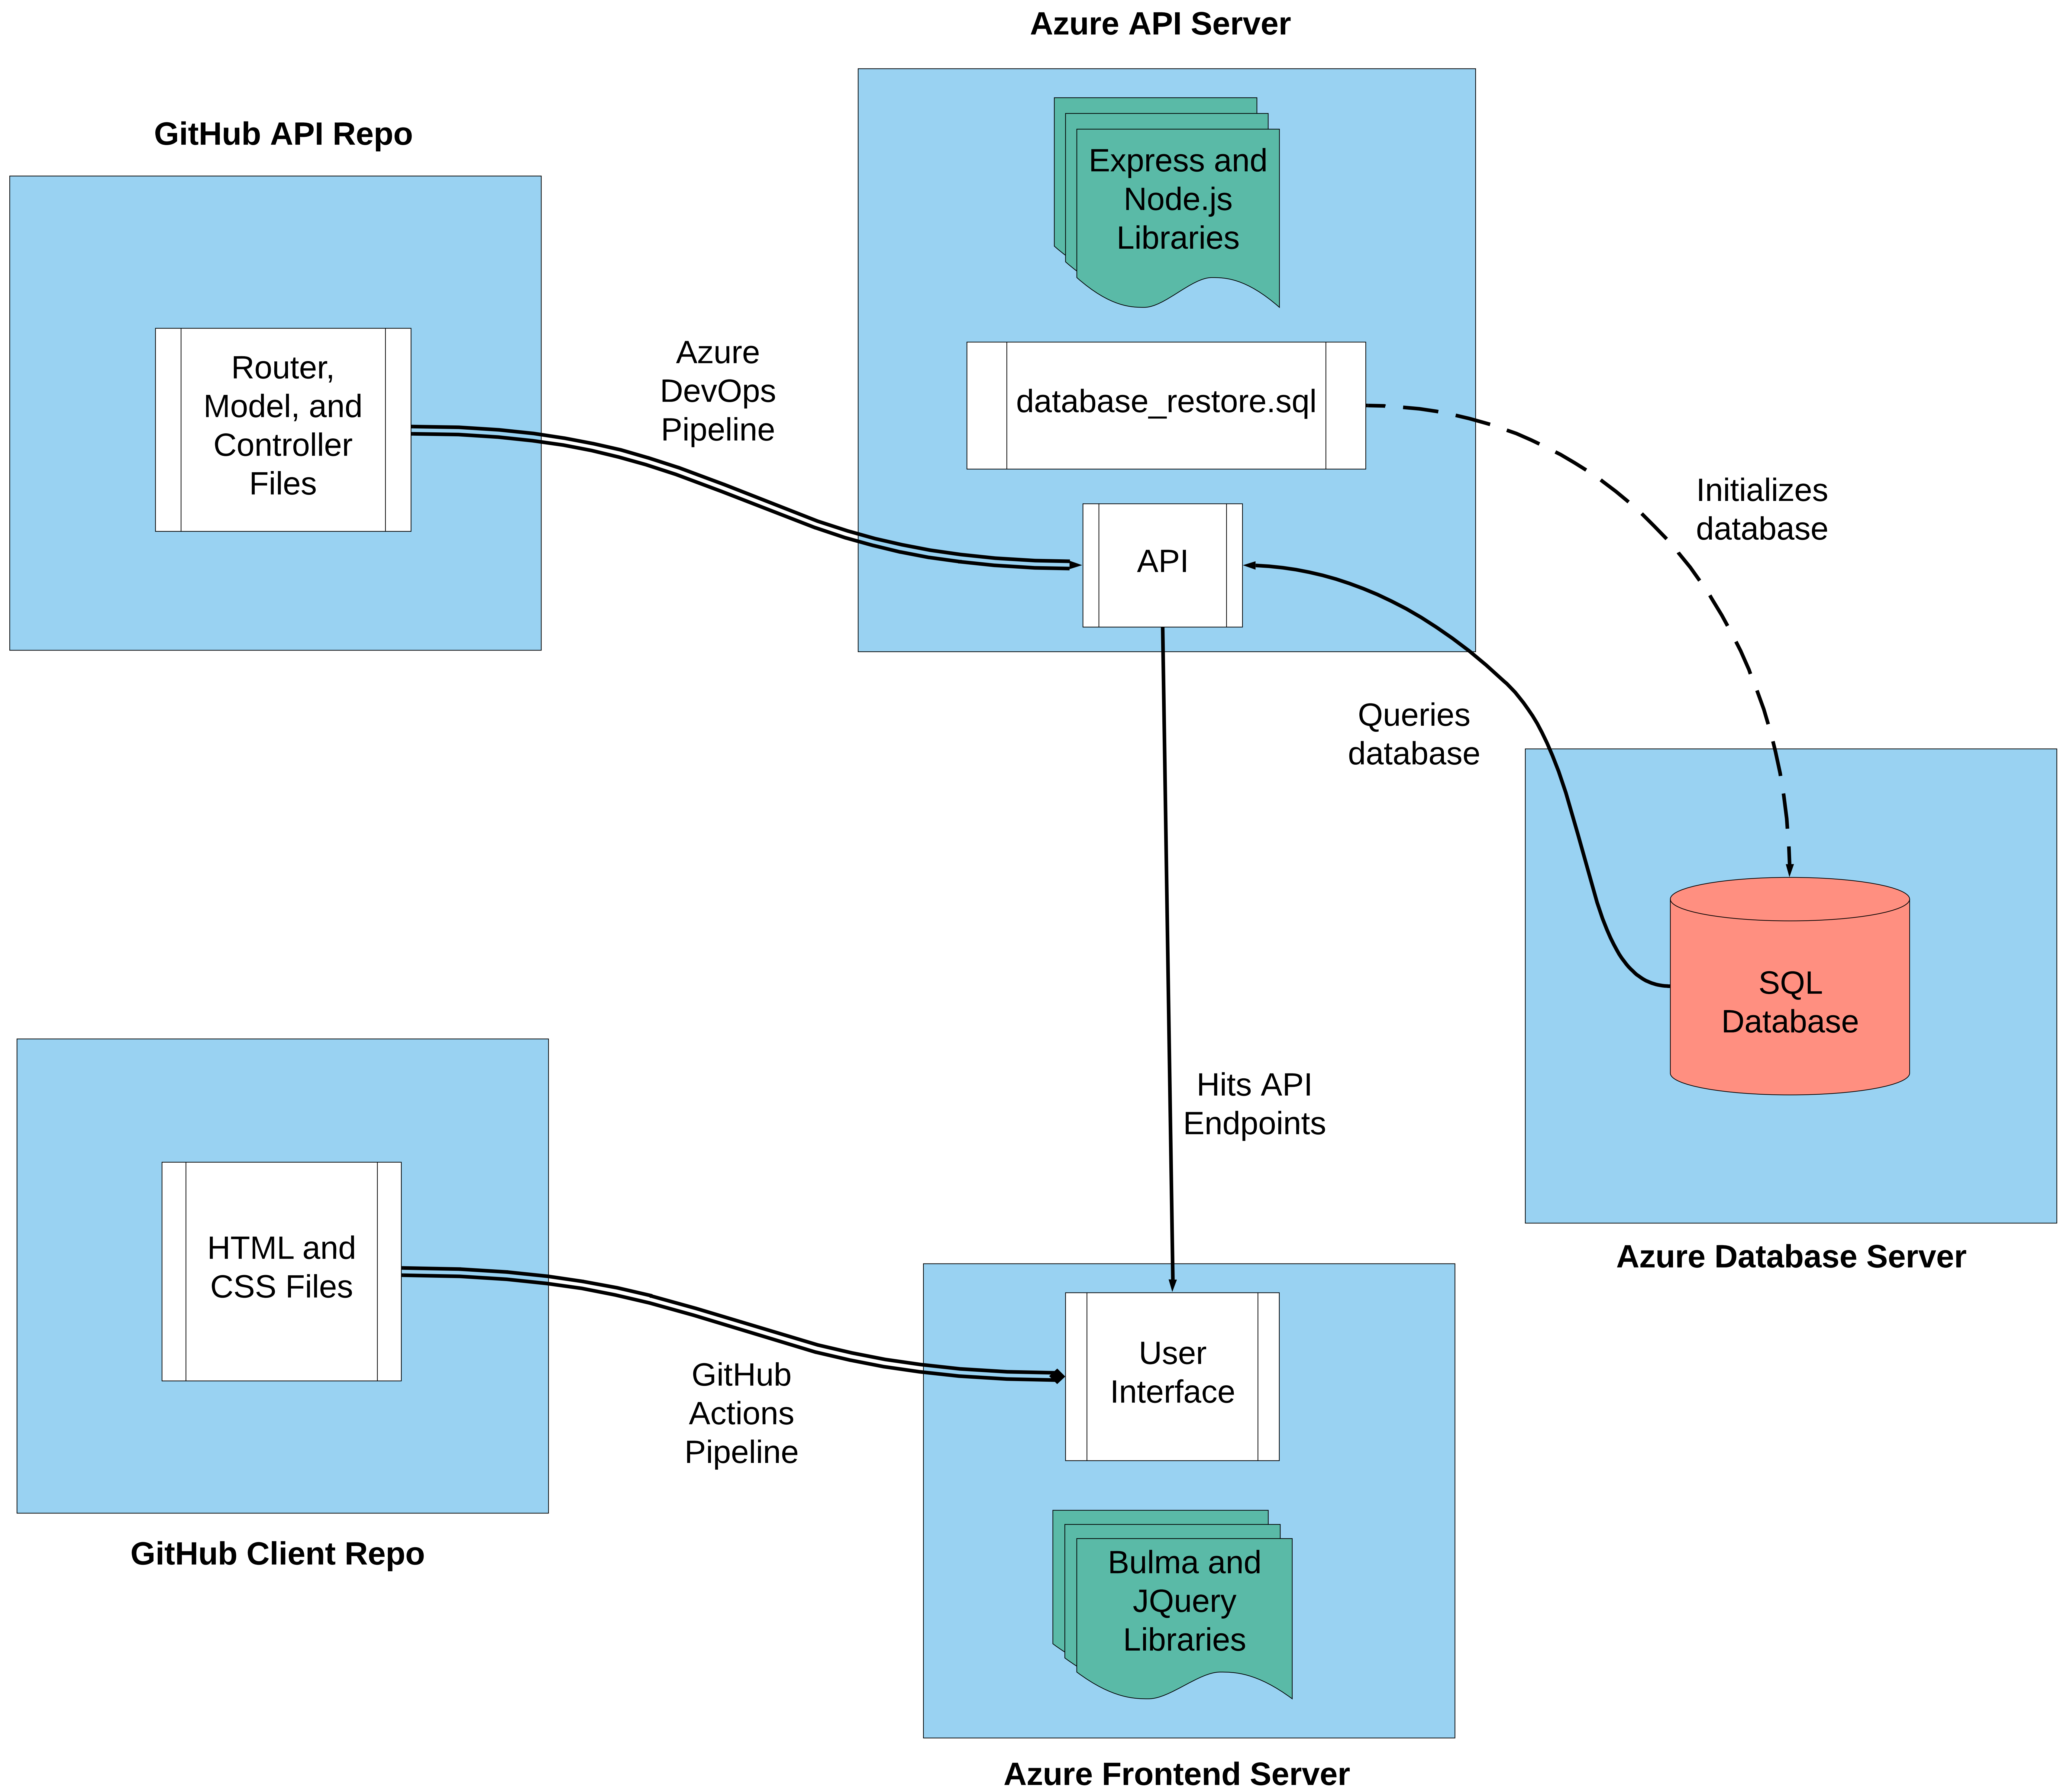 Azure API Server
GitHub API Repo
Express and
Node.js
Libraries
Router,
Model, and
Controller
Files
Azure
DevOps
Pipeline
database_restore.sql
Initializes
database
API
Queries
database
SQL
Database
Hits API
Endpoints
HTML and
CSS Files
Azure Database Server
User
Interface
GitHub
Actions
Pipeline
GitHub Client Repo
Bulma and
JQuery
Libraries
Azure Frontend Server